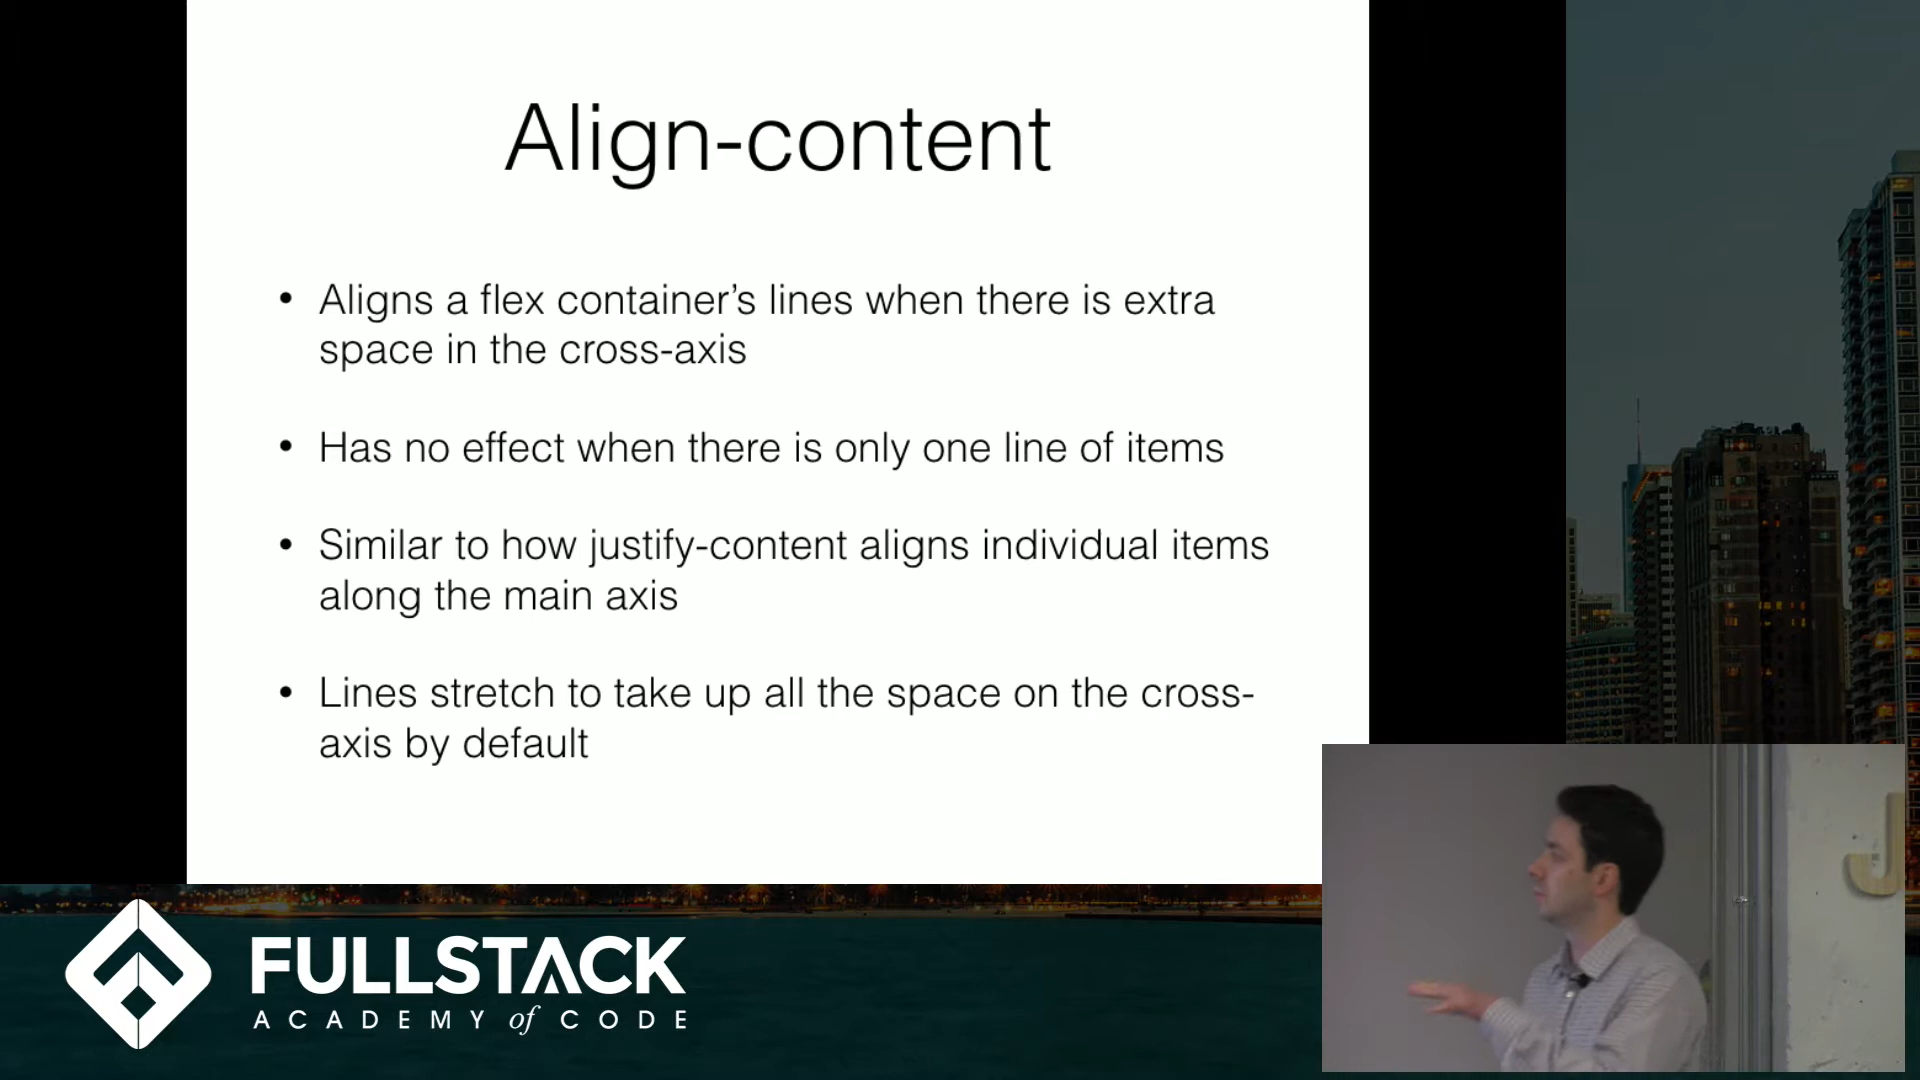 Align-content
• Aligns a flex container’s lines when there is extra
space in the cross-axis
• Has no effect when there is only one line of items
• Similar to how justify-content aligns individual items
along the main axis
• Lines stretch to take up all the space on the cross-
axis by default
J
FULLSTACK
ACADEMY of CODE